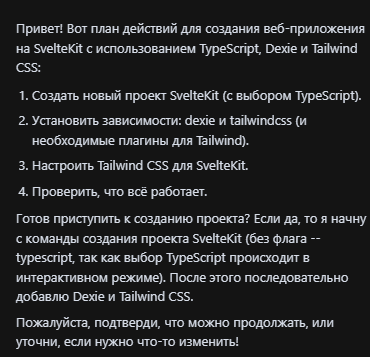 Привет! Вот план действий для создания веб-приложения
на SvelteKit с использованием TypeScript, Dexie и Tailwind
CSS:
1. Создать новый проект SvelteKit (с выбором TypeScript).
2. Установить зависимости: dexie и tailwindcss (и
необходимые плагины для Tailwind).
3. Настроить Tailwind CSS для SvelteKit.
4. Проверить, что всё работает.
Готов приступить к созданию проекта? Если да, то я начну
с команды создания проекта SvelteKit (без флага --
typescript, так как выбор TypeScript происходит в
интерактивном режиме). После этого последовательно
добавлю Dexie и Tailwind CSS.
Пожалуйста, подтверди, что можно продолжать, или
уточни, если нужно что-то изменить!